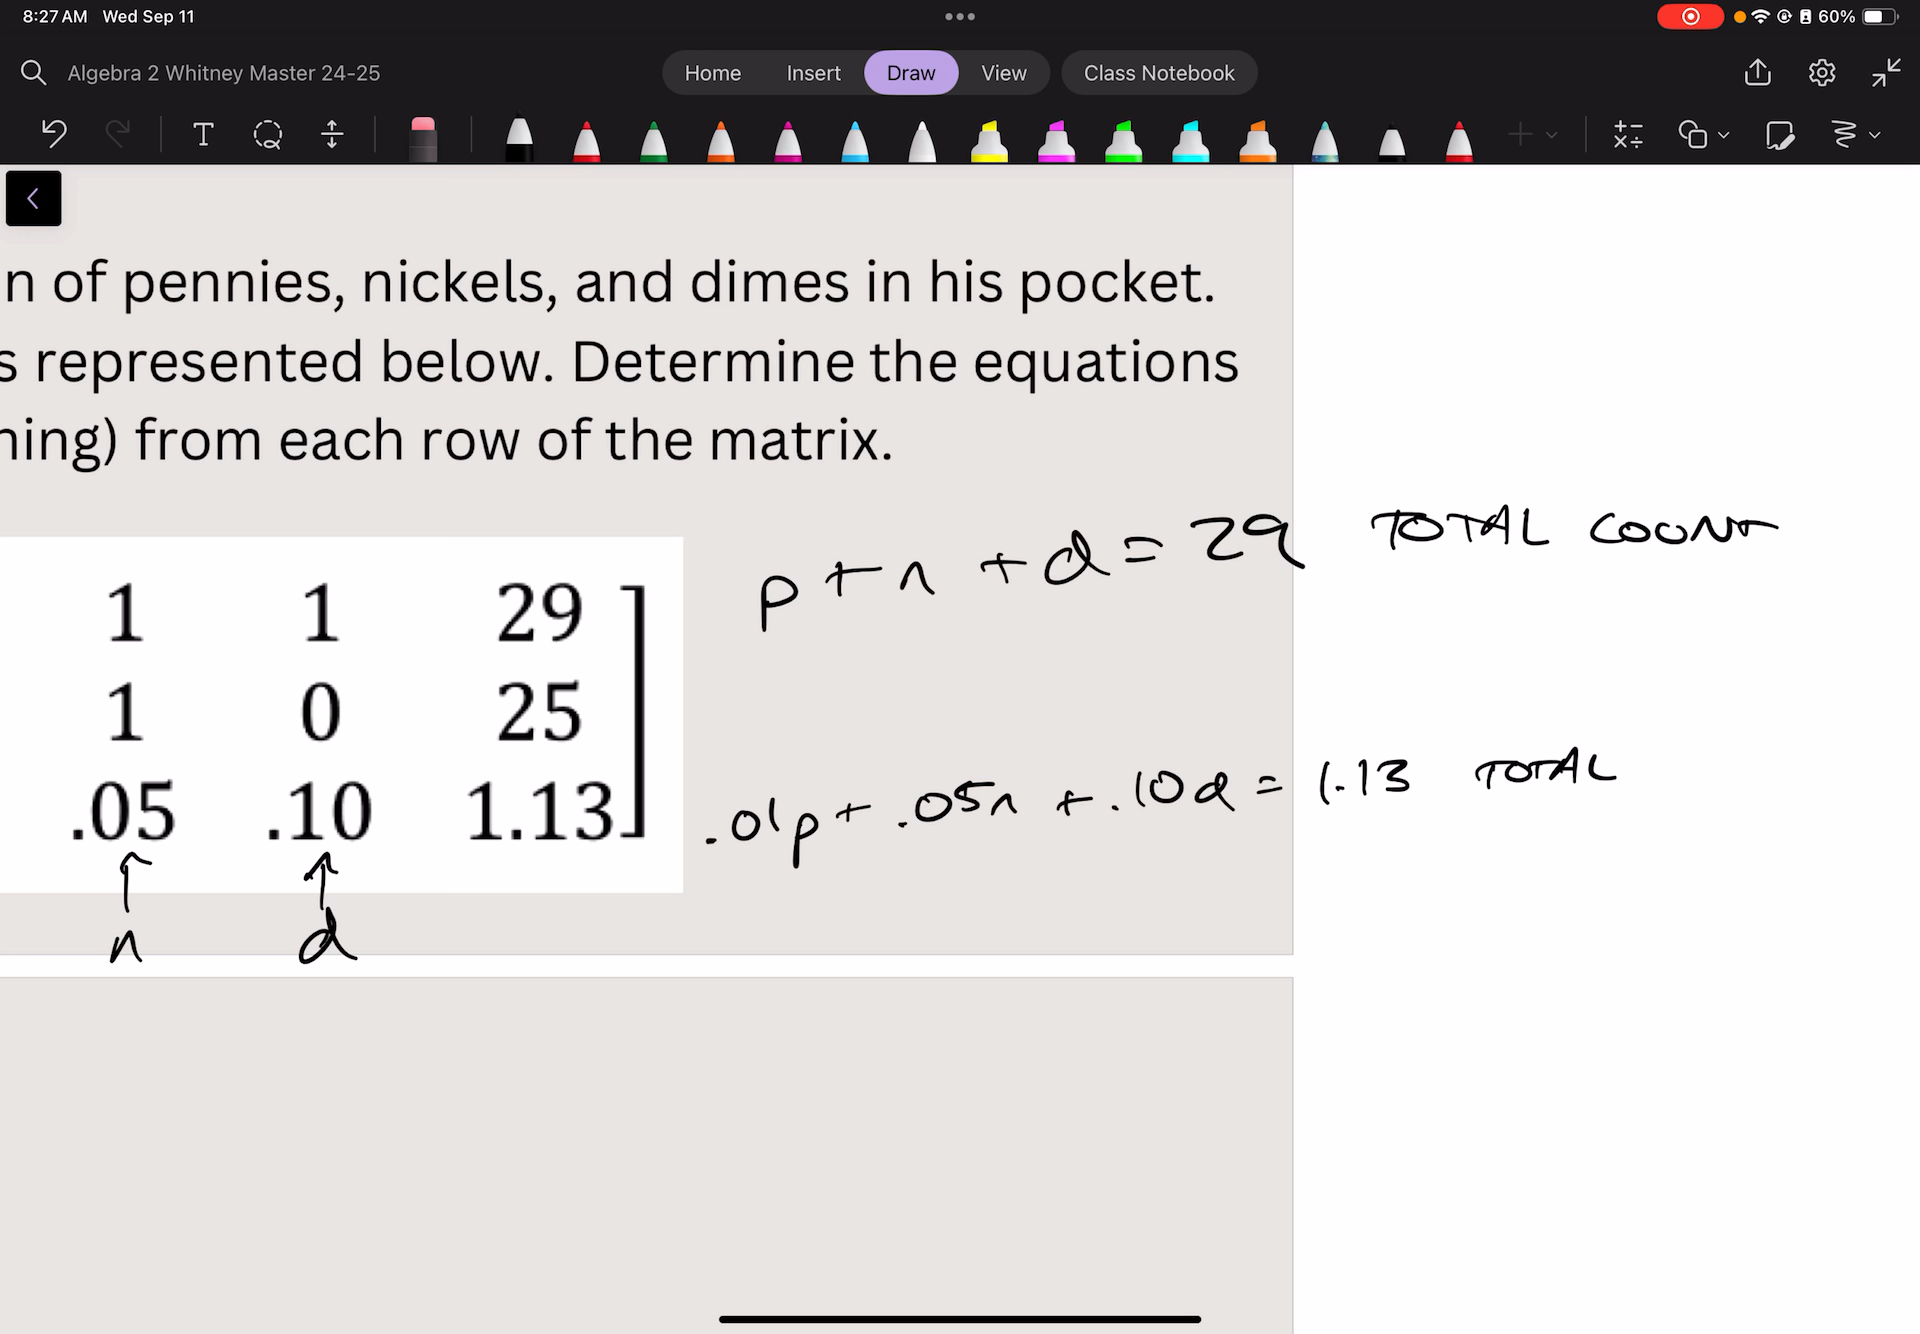 8:27 AM Wed Sep 11
60%
Algebra 2 Whitney Master 24-25
Home Insert Draw View Class Notebook
n of pennies, nickels, and dimes in his pocket.
s represented below. Determine the equations
ning) from each row of the matrix.
p + n + d = 29 TOTAL COUNT
1 1 29
1 0 25
.05 .10 1.13
.01p + .05n + .10d = 1.13 TOTAL
n d